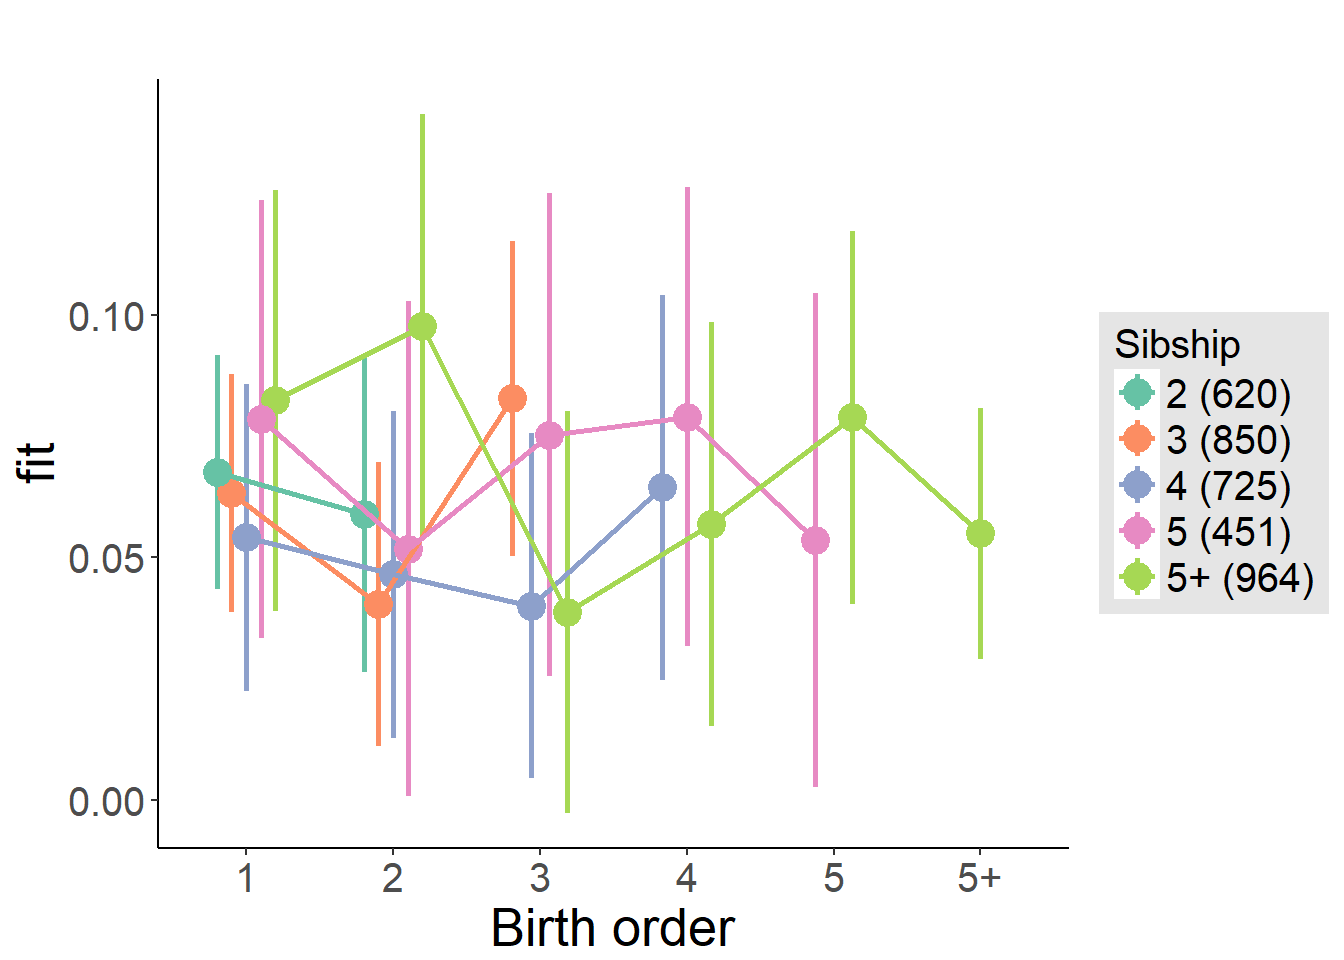 fit
0.10
0.05
0.00
1 2 3 4 5 5+
Birth order
Sibship
2 (620)
3 (850)
4 (725)
5 (451)
5+ (964)